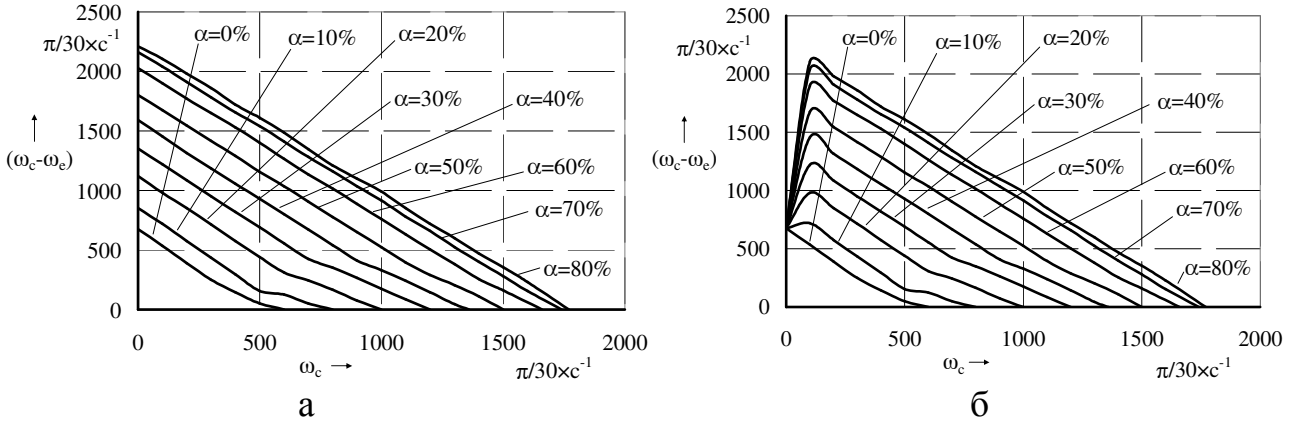 2500
π/30×c⁻¹
2000
1500
(ωc-ωe)
1000
500
0
α=0%
α=10%
α=20%
α=30%
α=40%
α=50%
α=60%
α=70%
α=80%
0 500 1000 1500 2000
ωc → π/30×c⁻¹
а
2500
π/30×c⁻¹
2000
1500
(ωc-ωe)
1000
500
0
α=0%
α=10%
α=20%
α=30%
α=40%
α=50%
α=60%
α=70%
α=80%
0 500 1000 1500 2000
ωc → π/30×c⁻¹
б